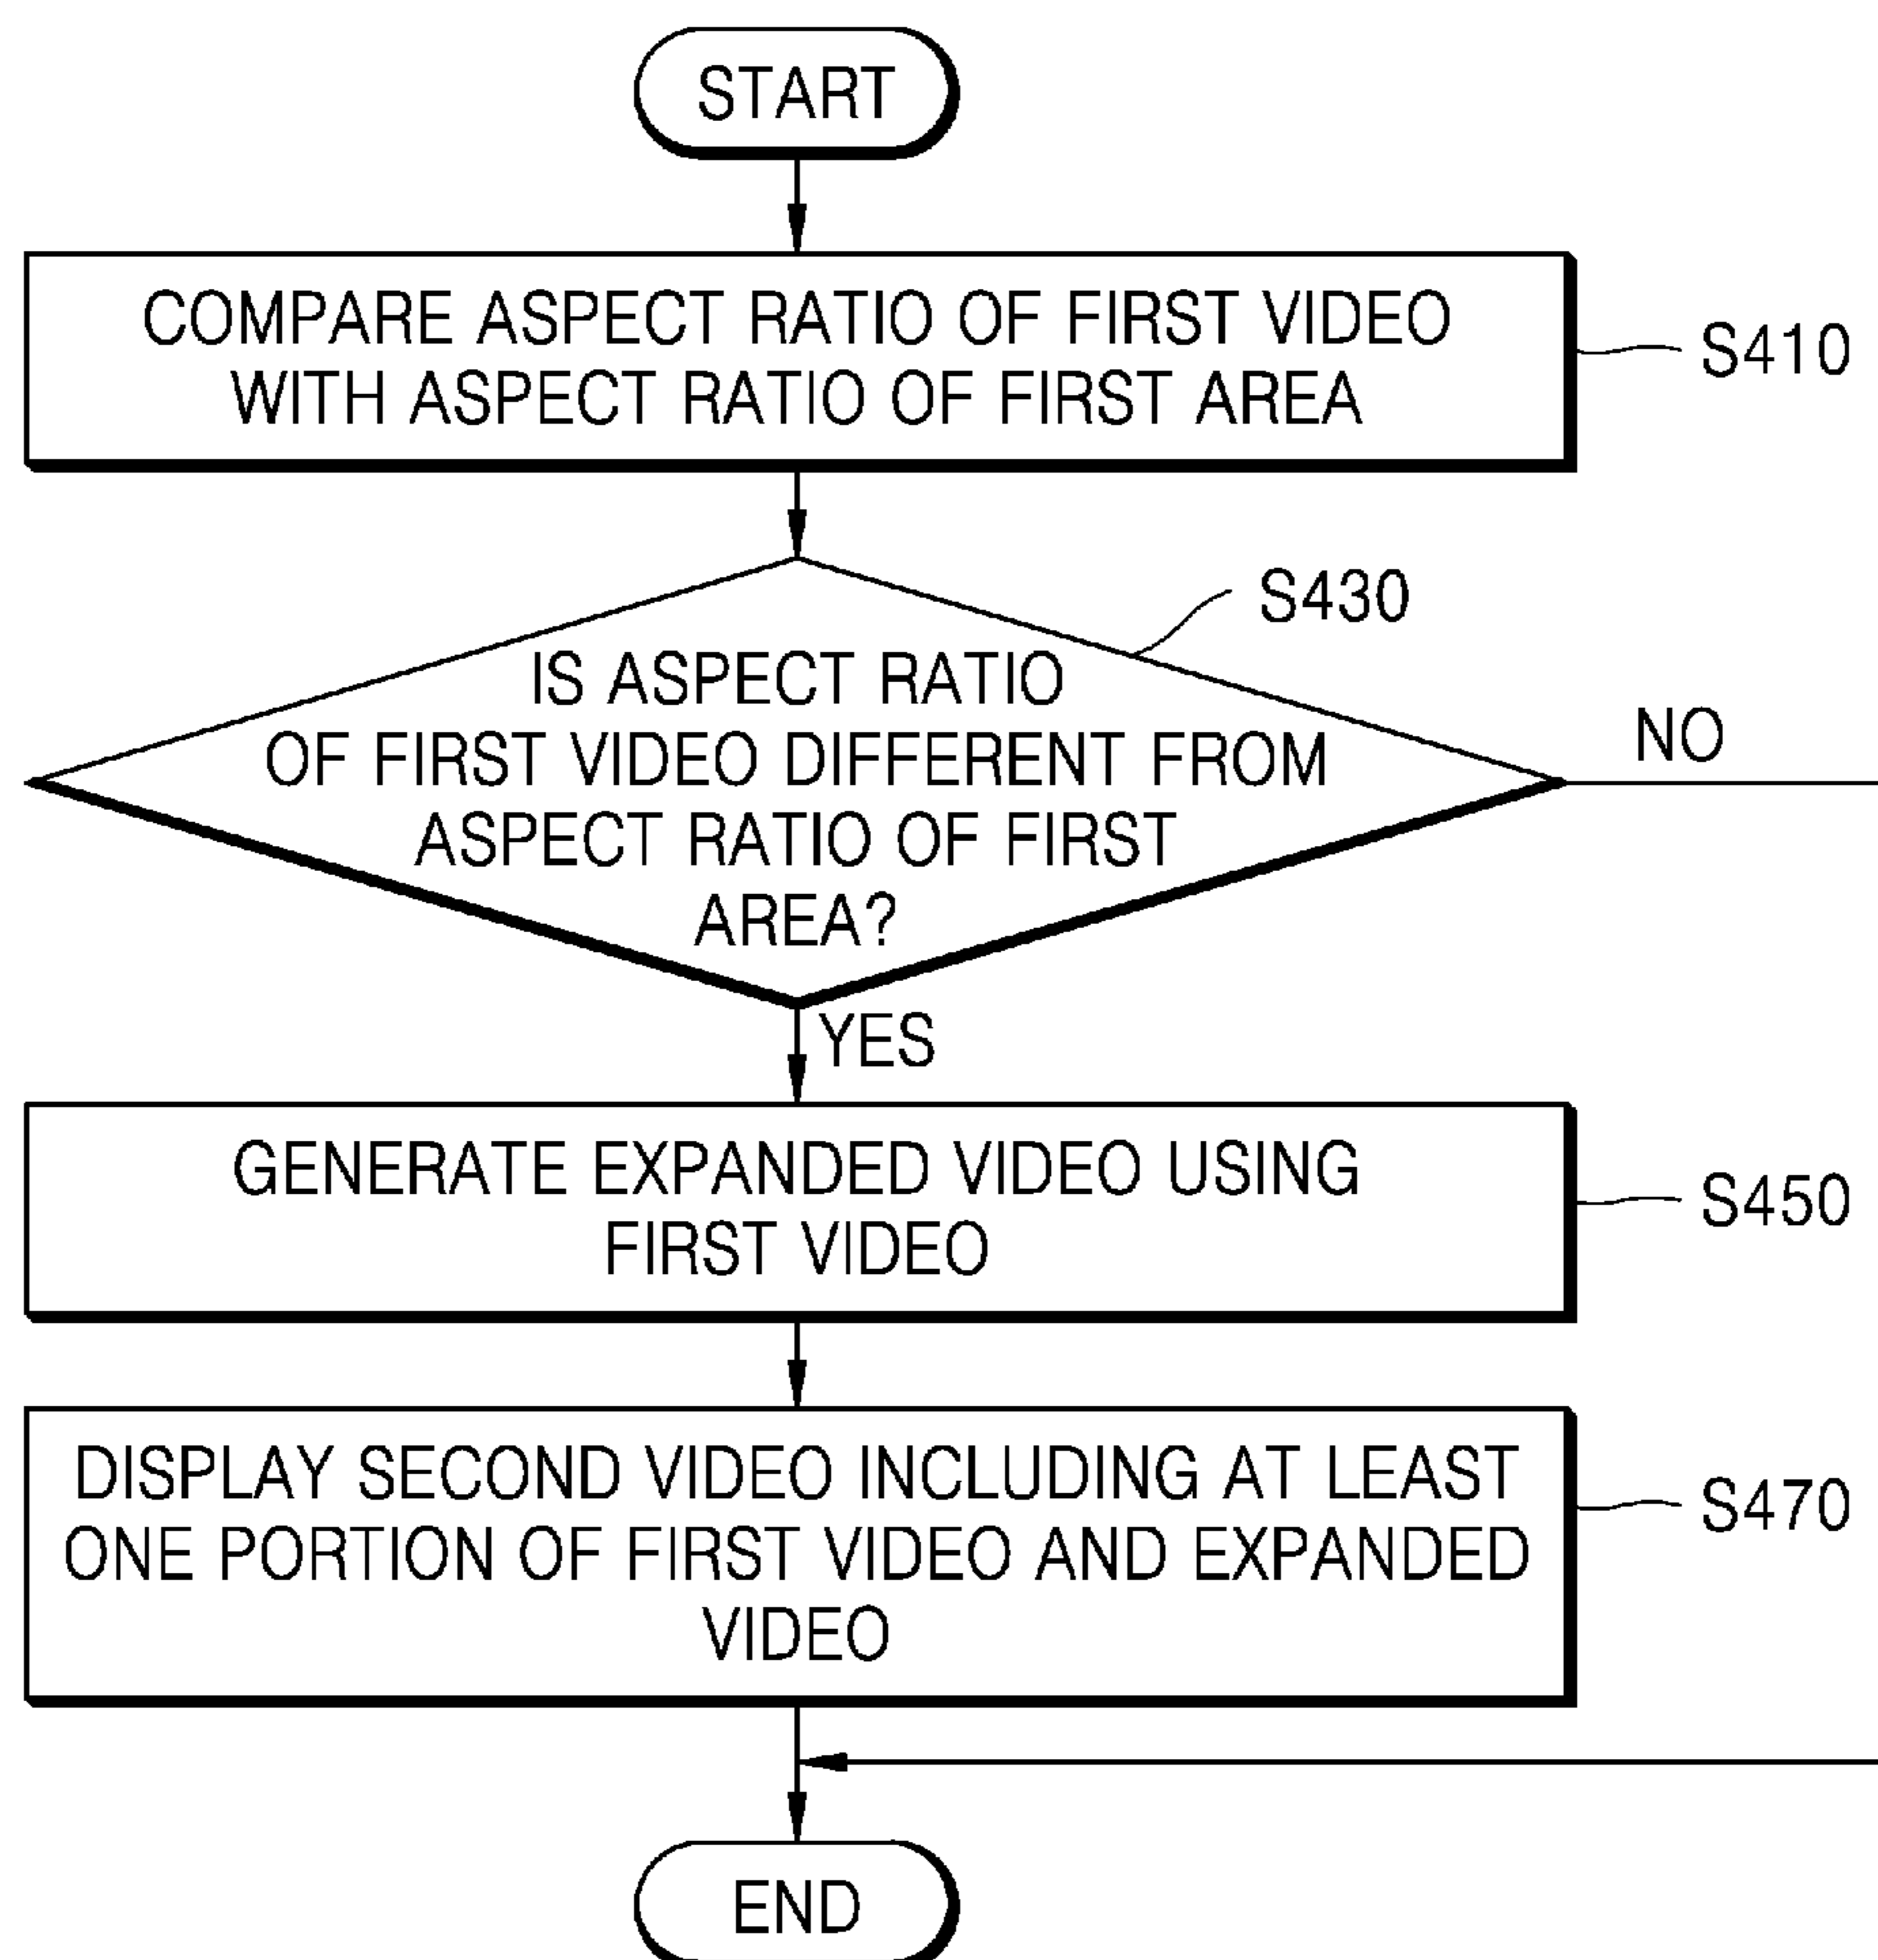 START
COMPARE ASPECT RATIO OF FIRST VIDEO
WITH ASPECT RATIO OF FIRST AREA
S410
S430
IS ASPECT RATIO
OF FIRST VIDEO DIFFERENT FROM
ASPECT RATIO OF FIRST
AREA?
NO
YES
GENERATE EXPANDED VIDEO USING
FIRST VIDEO
S450
DISPLAY SECOND VIDEO INCLUDING AT LEAST
ONE PORTION OF FIRST VIDEO AND EXPANDED
VIDEO
S470
END